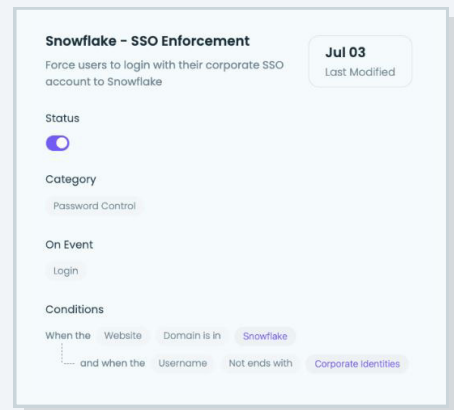 Snowflake - SSO Enforcement
Force users to login with their corporate SSO
account to Snowflake
Jul 03
Last Modified
Status
Category
Password Control
On Event
Login
Conditions
When the Website Domain is in Snowflake
and when the Username Not ends with Corporate Identities